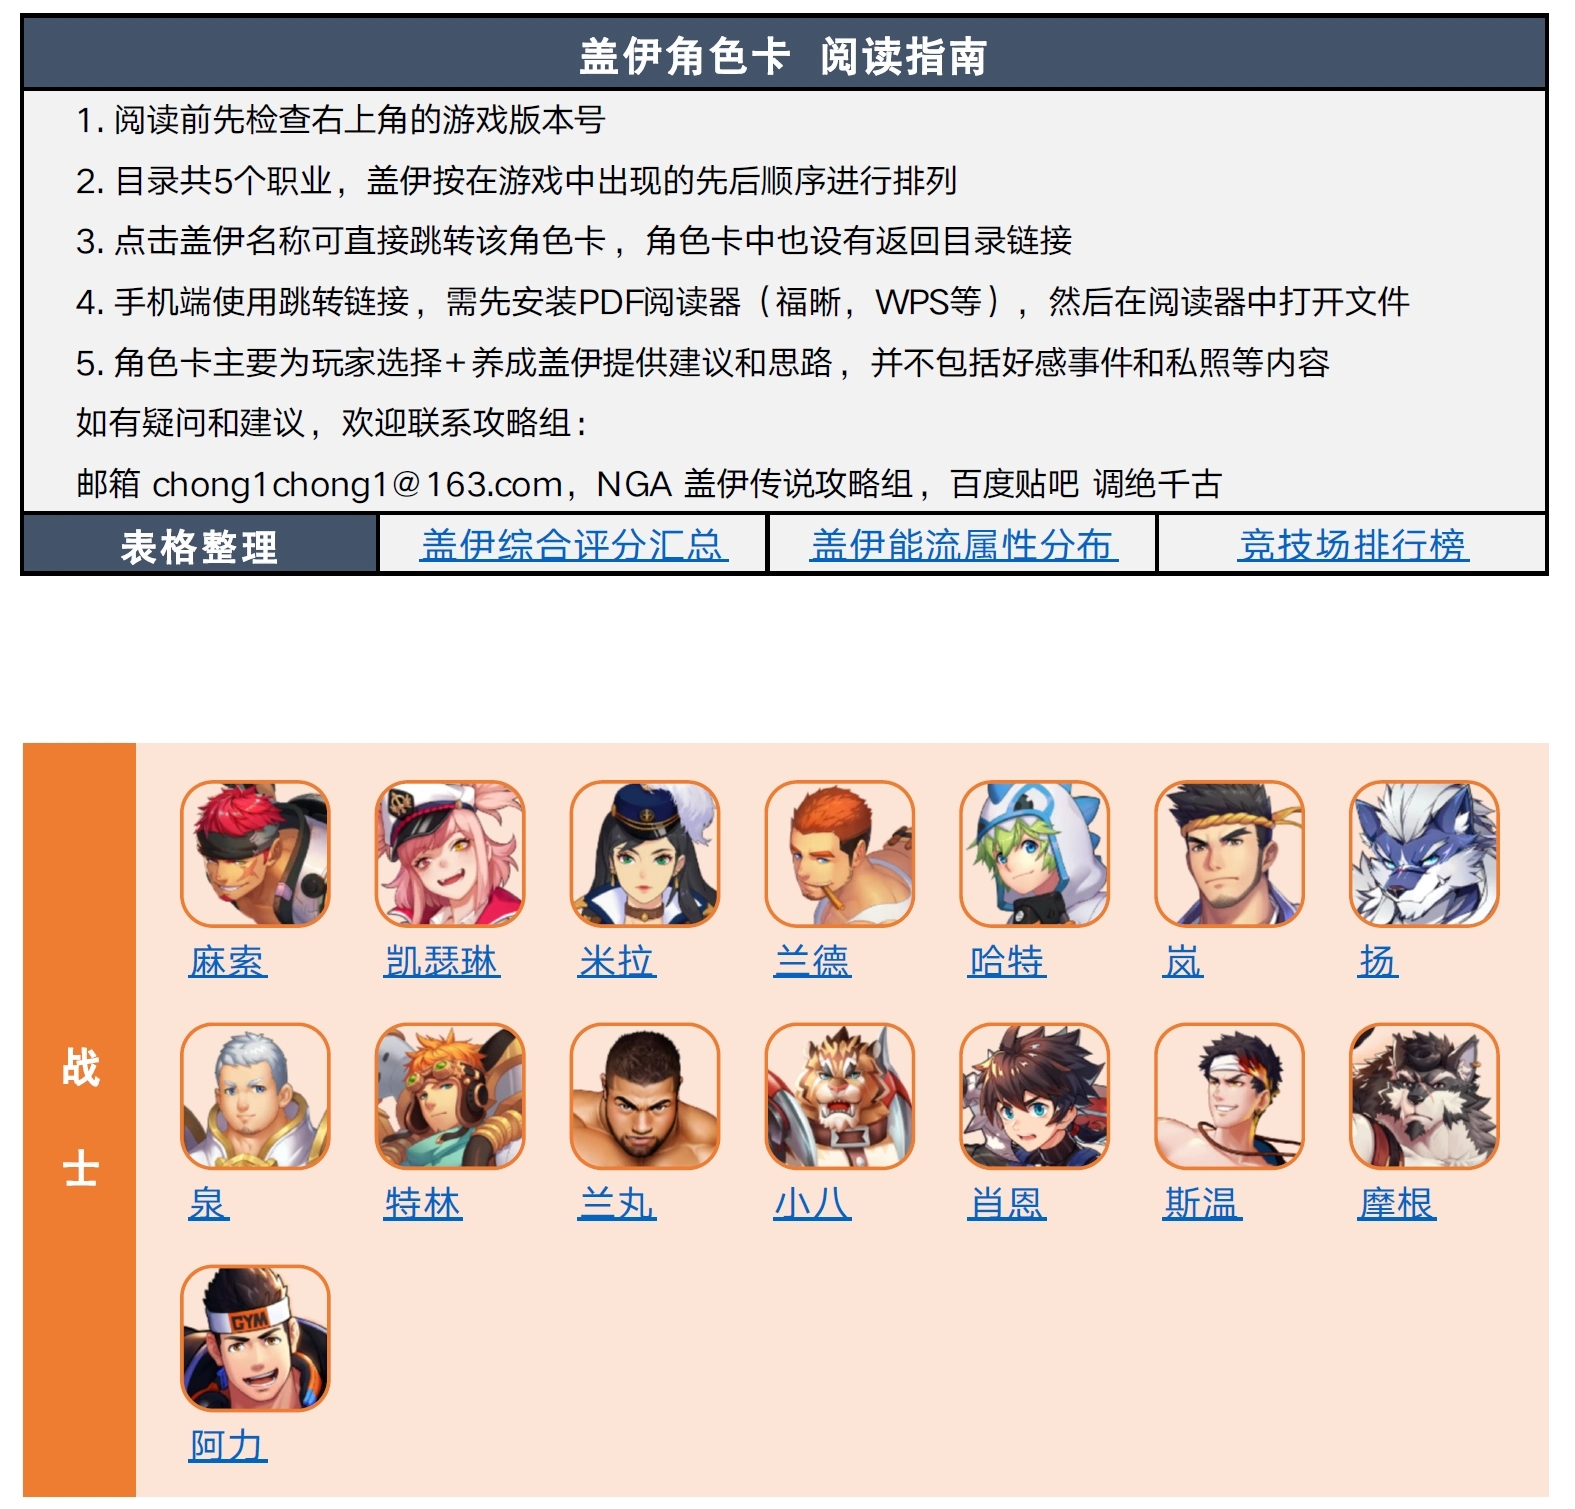 盖伊角色卡 阅读指南
1. 阅读前先检查右上角的游戏版本号
2. 目录共5个职业，盖伊按在游戏中出现的先后顺序进行排列
3. 点击盖伊名称可直接跳转该角色卡，角色卡中也设有返回目录链接
4. 手机端使用跳转链接，需先安装PDF阅读器（福晰，WPS等），然后在阅读器中打开文件
5. 角色卡主要为玩家选择+养成盖伊提供建议和思路，并不包括好感事件和私照等内容
如有疑问和建议，欢迎联系攻略组：
邮箱 chong1chong1@163.com，NGA 盖伊传说攻略组，百度贴吧 调绝千古
表格整理 盖伊综合评分汇总 盖伊能流属性分布 竞技场排行榜
战士
麻索 凯瑟琳 米拉 兰德 哈特 岚 扬
泉 特林 兰丸 小八 肖恩 斯温 摩根
GYM
阿力